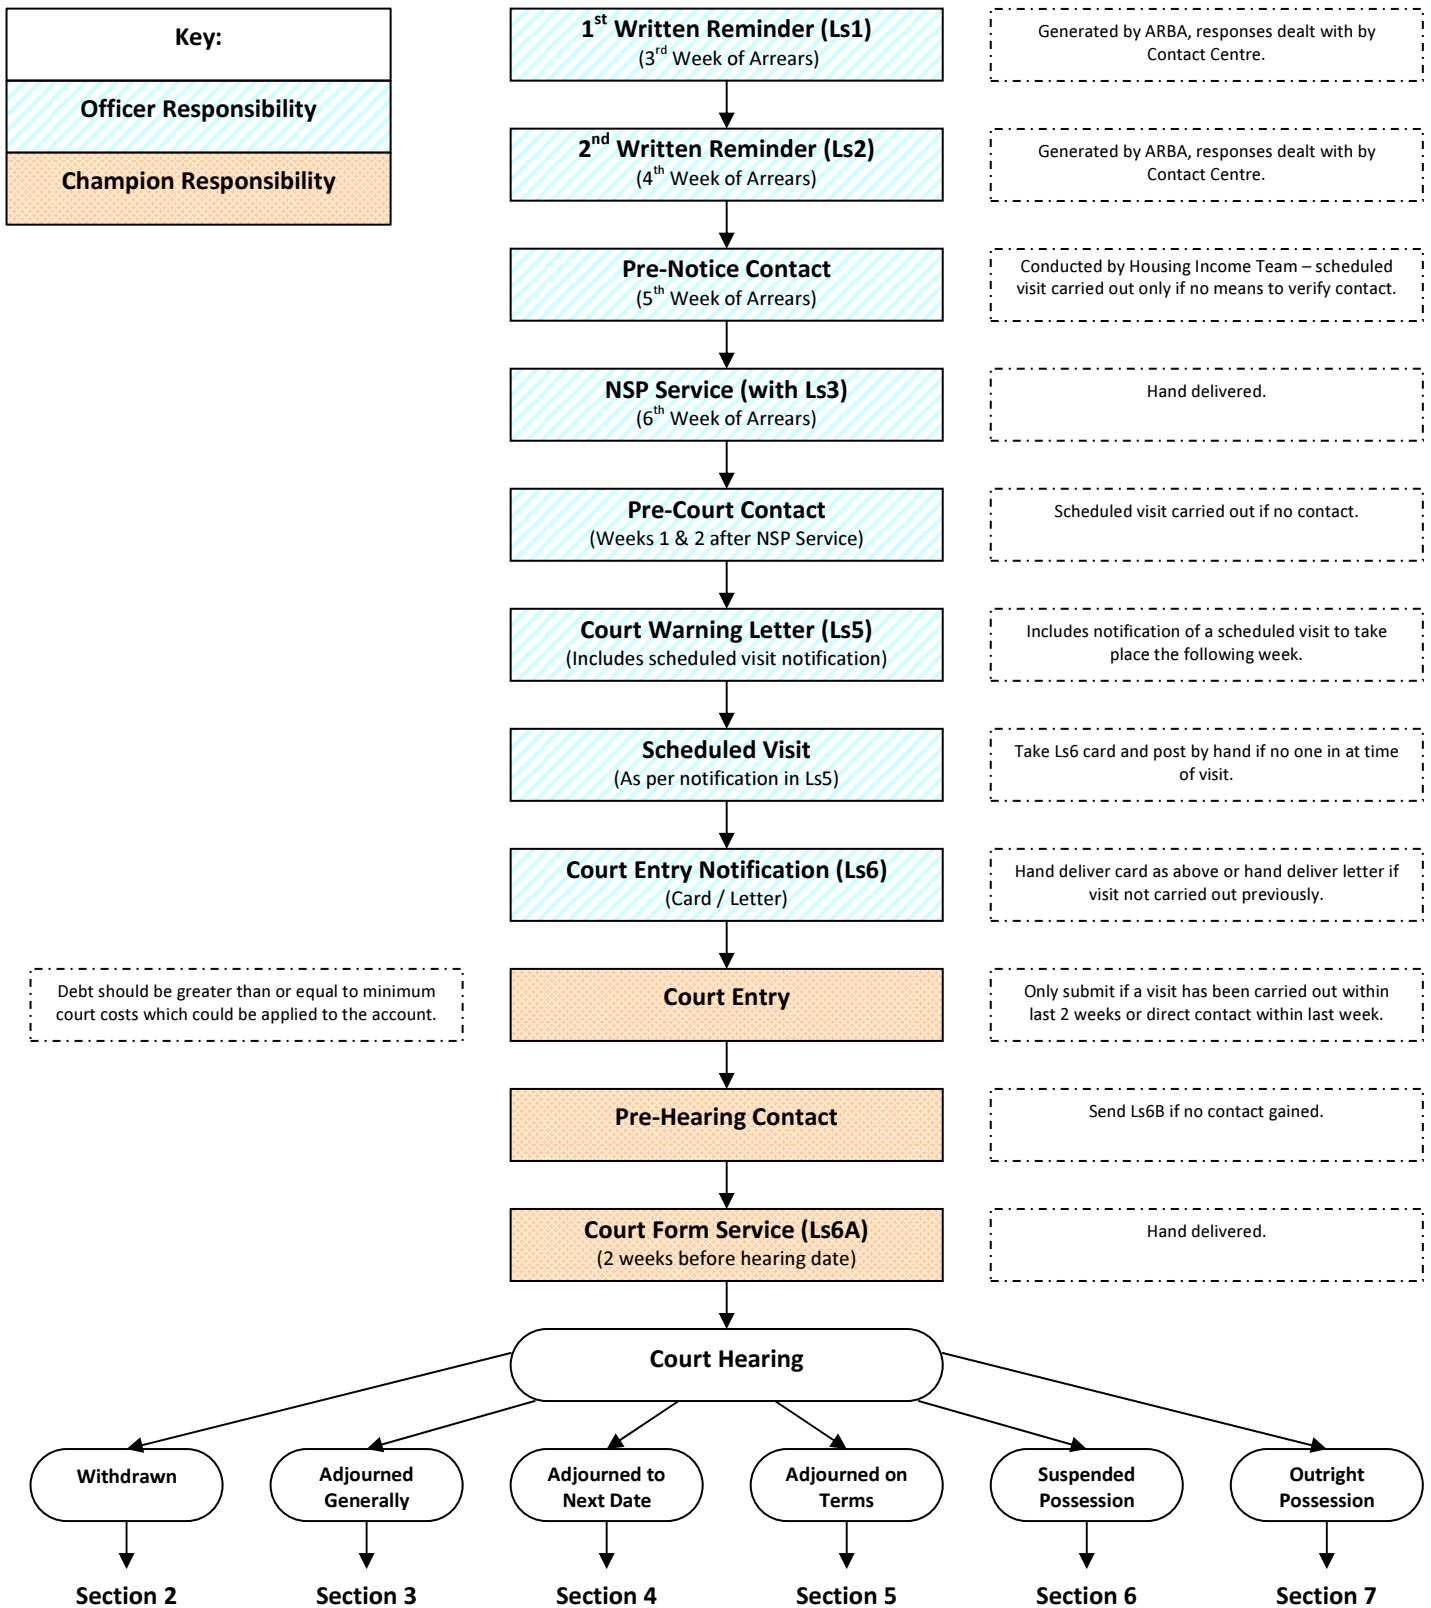 Key:
Officer Responsibility
Champion Responsibility
1st Written Reminder (Ls1)
(3rd Week of Arrears)
Generated by ARBA, responses dealt with by
Contact Centre.
2nd Written Reminder (Ls2)
(4th Week of Arrears)
Generated by ARBA, responses dealt with by
Contact Centre.
Pre-Notice Contact
(5th Week of Arrears)
Conducted by Housing Income Team – scheduled
visit carried out only if no means to verify contact.
NSP Service (with Ls3)
(6th Week of Arrears)
Hand delivered.
Pre-Court Contact
(Weeks 1 & 2 after NSP Service)
Scheduled visit carried out if no contact.
Court Warning Letter (Ls5)
(Includes scheduled visit notification)
Includes notification of a scheduled visit to take
place the following week.
Scheduled Visit
(As per notification in Ls5)
Take Ls6 card and post by hand if no one in at time
of visit.
Court Entry Notification (Ls6)
(Card / Letter)
Hand deliver card as above or hand deliver letter if
visit not carried out previously.
Debt should be greater than or equal to minimum
court costs which could be applied to the account.
Court Entry
Only submit if a visit has been carried out within
last 2 weeks or direct contact within last week.
Pre-Hearing Contact
Send Ls6B if no contact gained.
Court Form Service (Ls6A)
(2 weeks before hearing date)
Hand delivered.
Court Hearing
Withdrawn
Adjourned
Generally
Adjourned to
Next Date
Adjourned on
Terms
Suspended
Possession
Outright
Possession
Section 2
Section 3
Section 4
Section 5
Section 6
Section 7